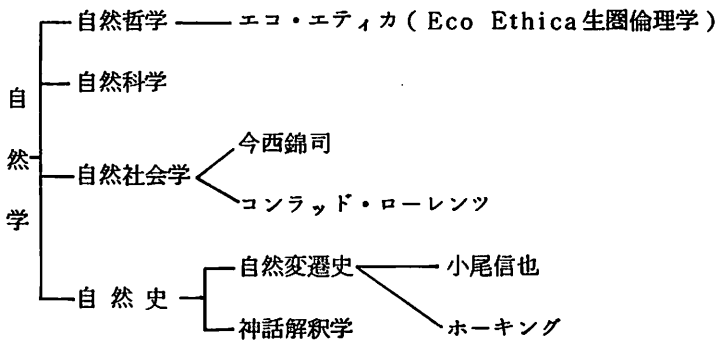 自然学
自然哲学 エコ・エティカ(Eco Ethica生圏倫理学)
自然科学
今西錦司
自然社会学
コンラッド・ローレンツ
自然変遷史 小尾信也
自然史
神話解釈学 ホーキング